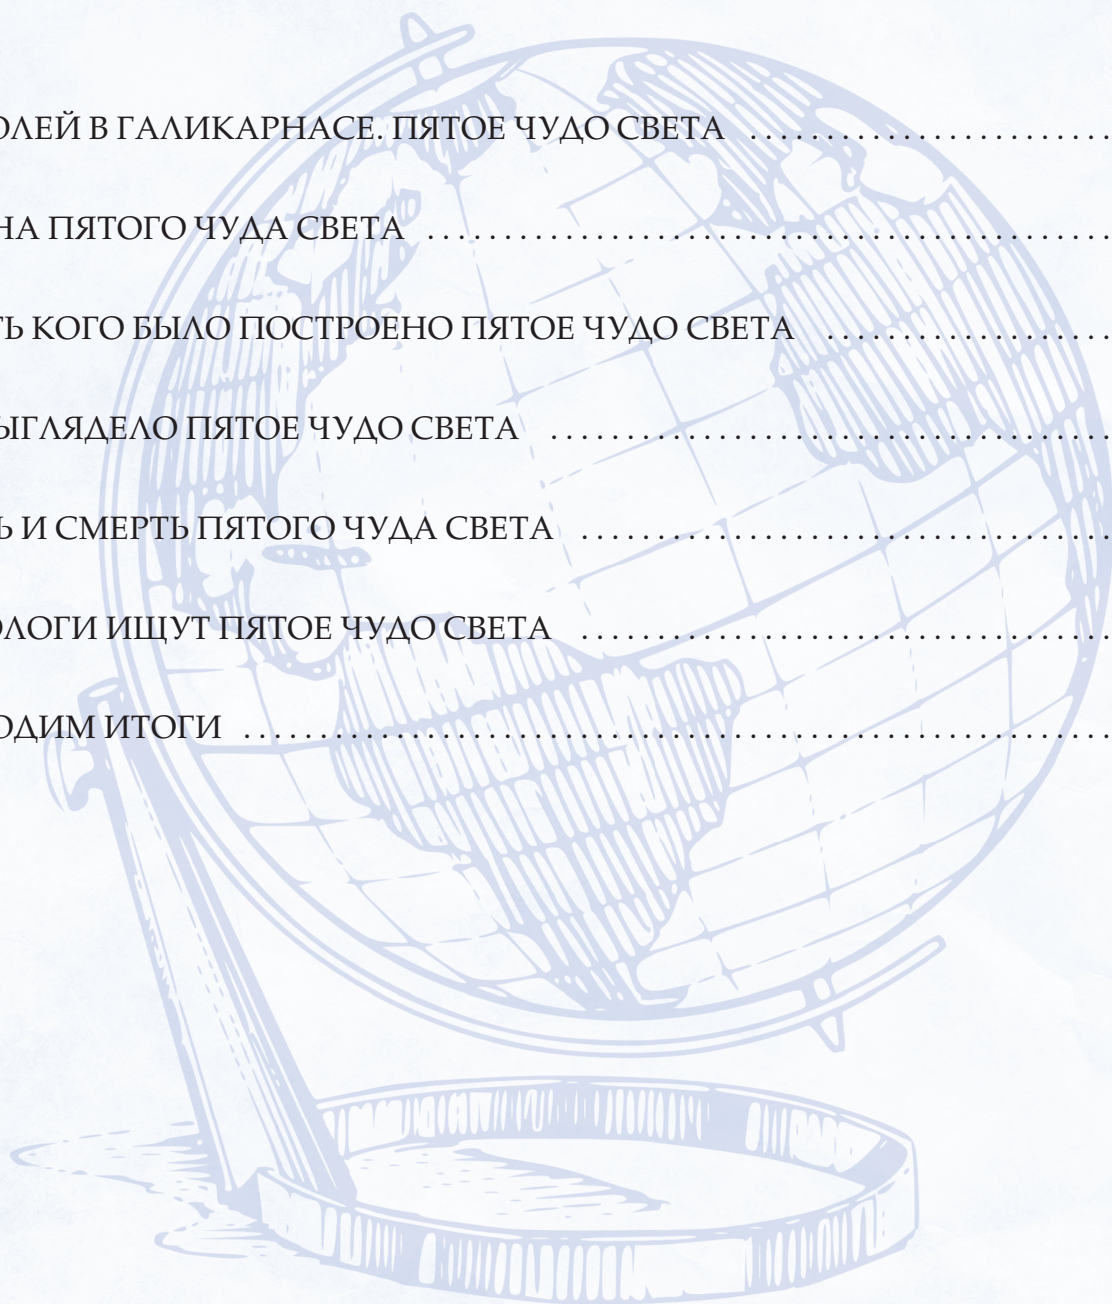 ОЛЕЙ В ГАЛИКАРНАСЕ. ПЯТОЕ ЧУДО СВЕТА ..............................
НА ПЯТОГО ЧУДА СВЕТА ..............................
ТЬ КОГО БЫЛО ПОСТРОЕНО ПЯТОЕ ЧУДО СВЕТА ..............................
ЫГЛЯДЕЛО ПЯТОЕ ЧУДО СВЕТА ..............................
Ь И СМЕРТЬ ПЯТОГО ЧУДА СВЕТА ..............................
ОЛОГИ ИЩУТ ПЯТОЕ ЧУДО СВЕТА ..............................
ОДИМ ИТОГИ ..............................